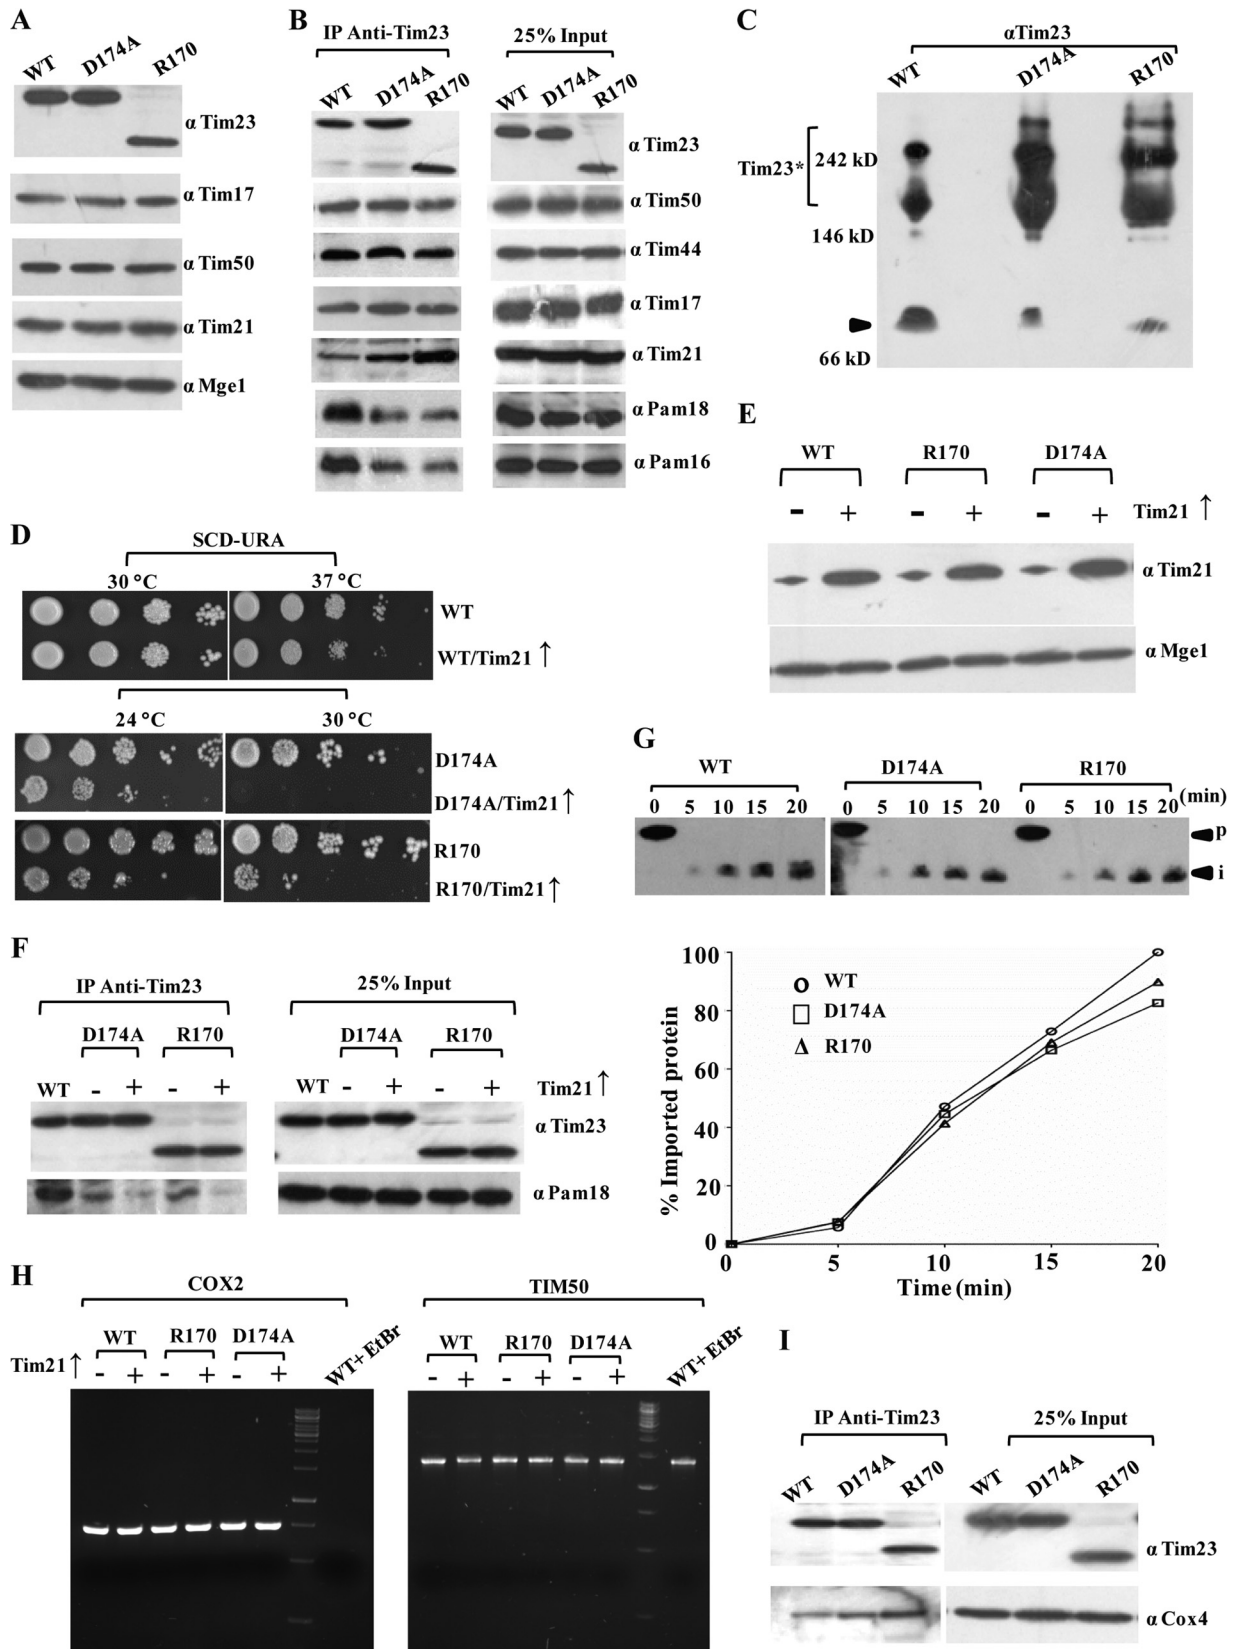 A
WT D174A R170
α Tim23
α Tim17
α Tim50
α Tim21
α Mge1
B
IP Anti-Tim23 25% Input
WT D174A R170 WT D174A R170
α Tim23
α Tim50
α Tim44
α Tim17
α Tim21
α Pam18
α Pam16
C
αTim23
WT D174A R170
Tim23* 242 kD
146 kD
66 kD
D
SCD-URA
30 °C 37 °C
WT
WT/Tim21 ↑
24 °C 30 °C
D174A
D174A/Tim21 ↑
R170
R170/Tim21 ↑
E
WT R170 D174A
- + - + - + Tim21 ↑
α Tim21
α Mge1
F
IP Anti-Tim23 25% Input
D174A R170 D174A R170
WT - + - + WT - + - + Tim21 ↑
α Tim23
α Pam18
G
WT D174A R170
0 5 10 15 20 0 5 10 15 20 0 5 10 15 20 (min)
p
i
% Imported protein
100
80
60
40
20
0
WT
D174A
R170
0 5 10 15 20
Time (min)
H
COX2 TIM50
WT R170 D174A WT+ EtBr WT R170 D174A WT+ EtBr
Tim21 ↑ - + - + - + - + - + - +
I
IP Anti-Tim23 25% Input
WT D174A R170 WT D174A R170
α Tim23
α Cox4